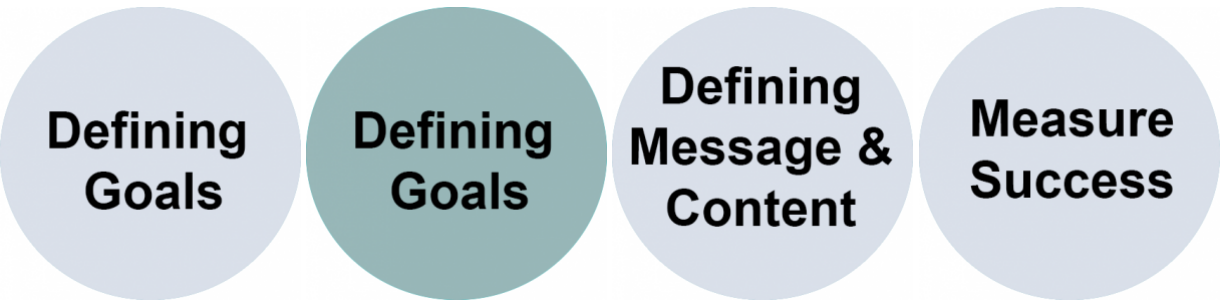 Defining
Goals
Defining
Goals
Defining
Message &
Content
Measure
Success